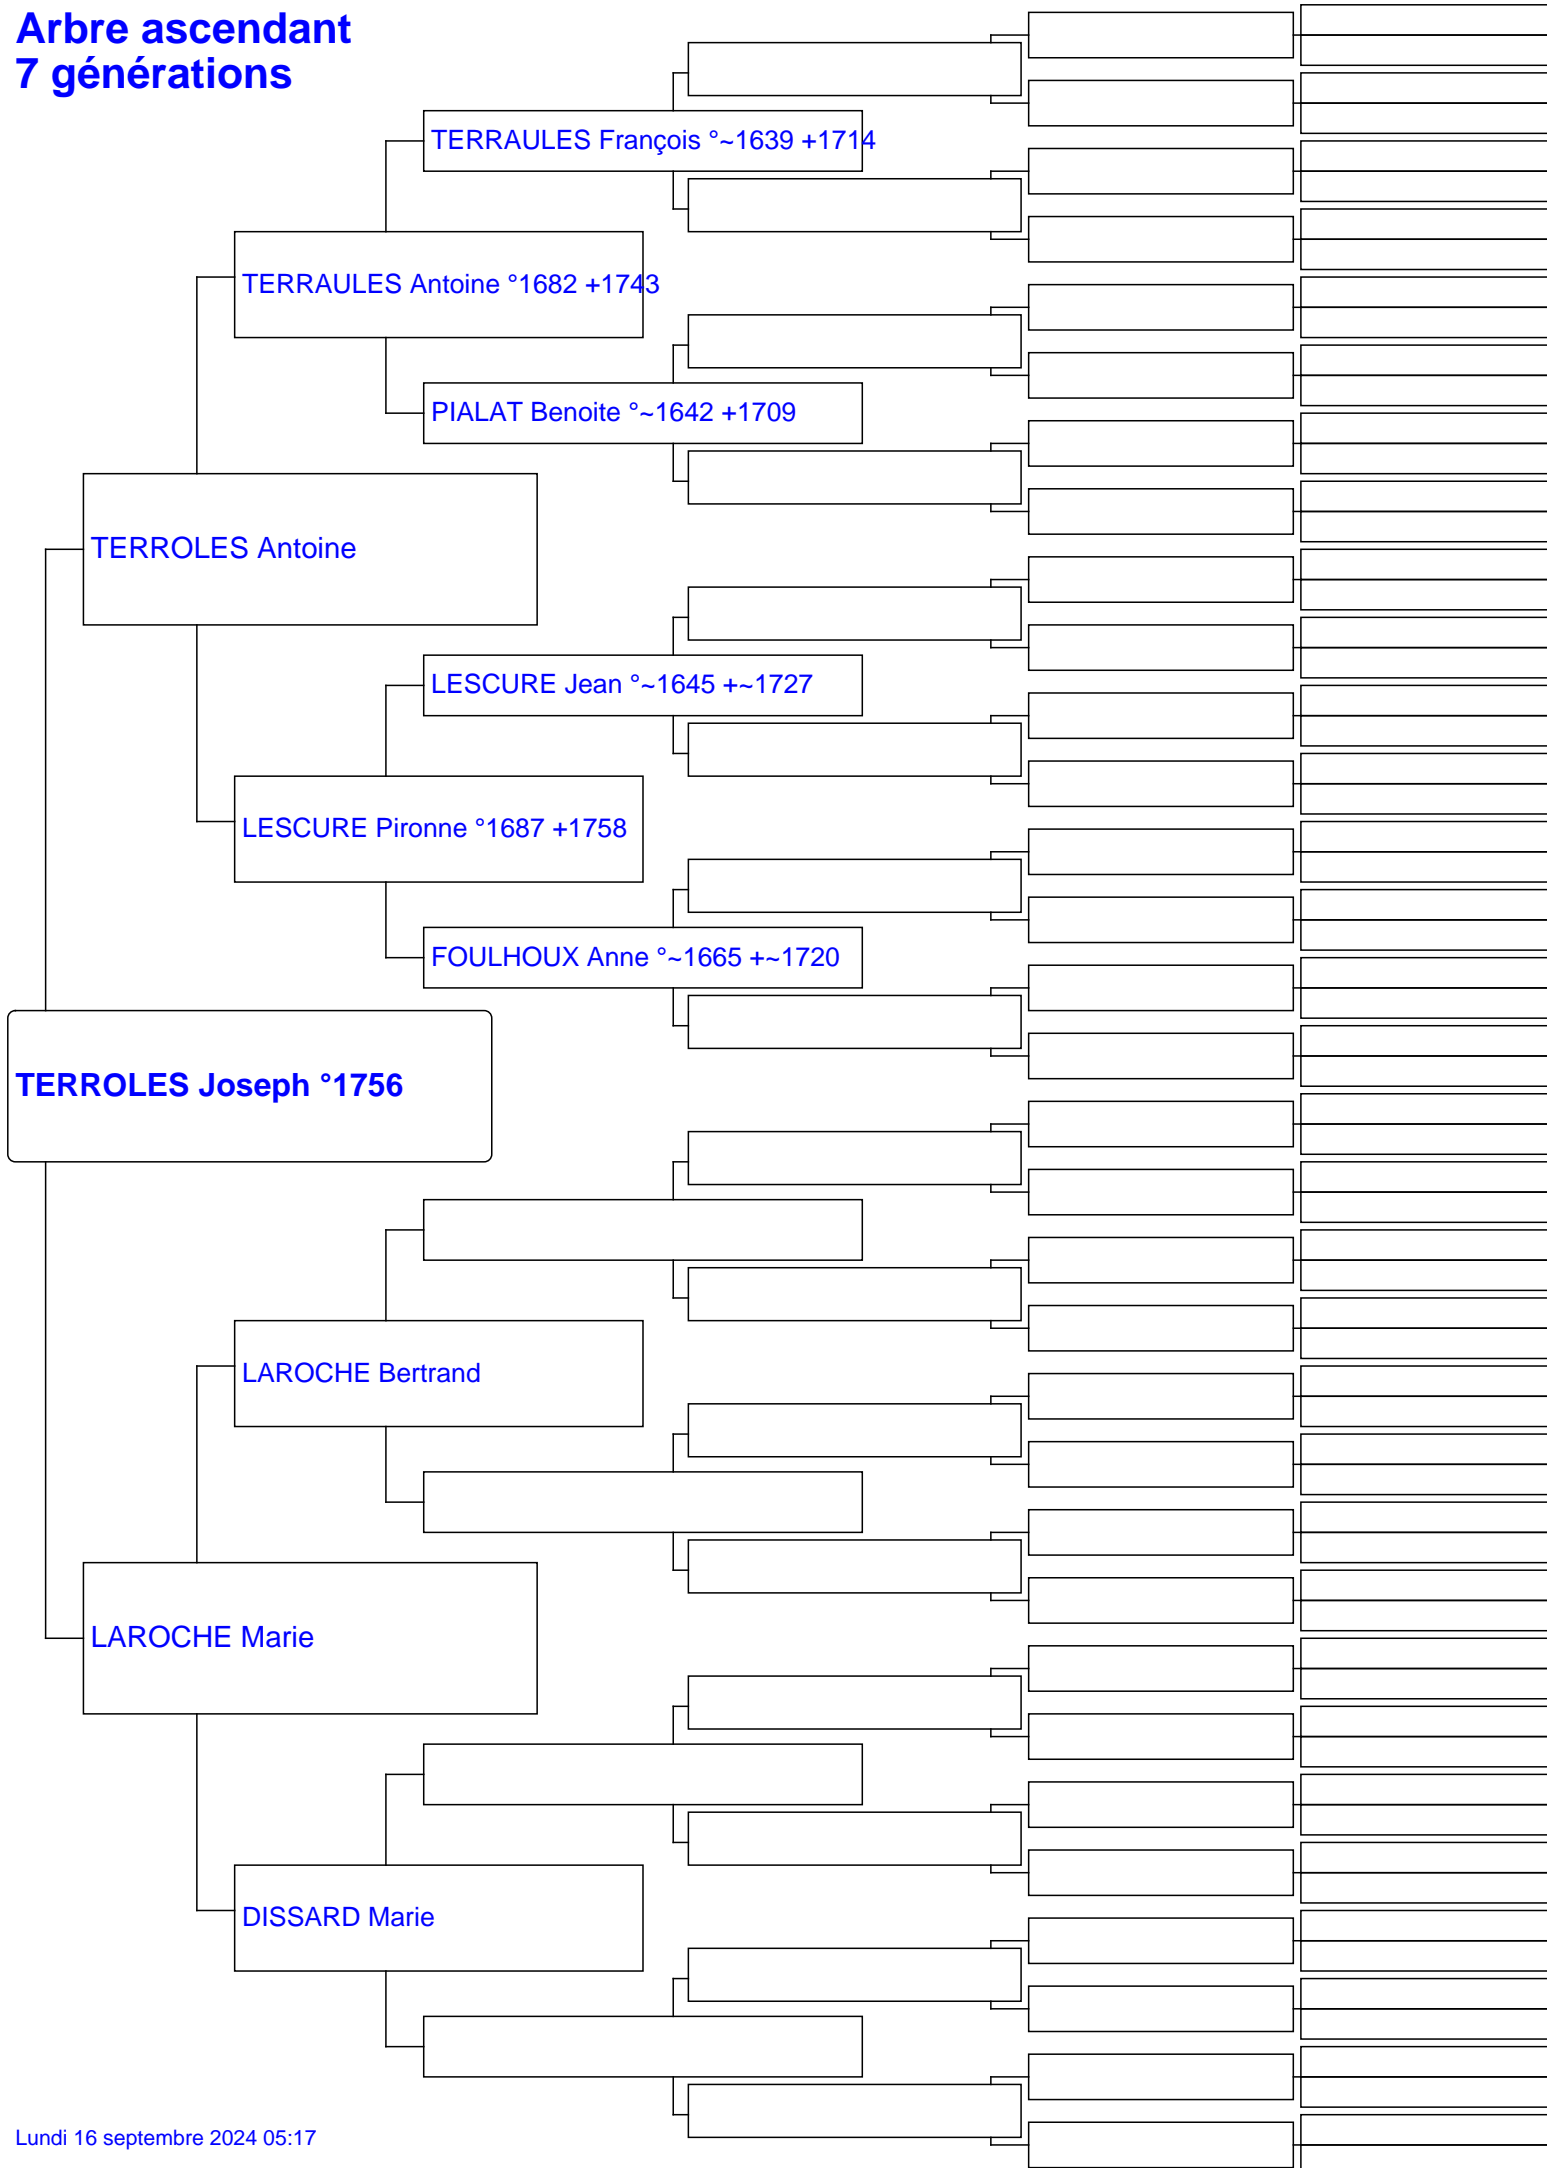 Arbre ascendant
7 générations
TERRAULES François °~1639 +1714
TERRAULES Antoine °1682 +1743
PIALAT Benoite °~1642 +1709
TERROLES Antoine
LESCURE Jean °~1645 +~1727
LESCURE Pironne °1687 +1758
FOULHOUX Anne °~1665 +~1720
TERROLES Joseph °1756
LAROCHE Bertrand
LAROCHE Marie
DISSARD Marie
Lundi 16 septembre 2024 05:17